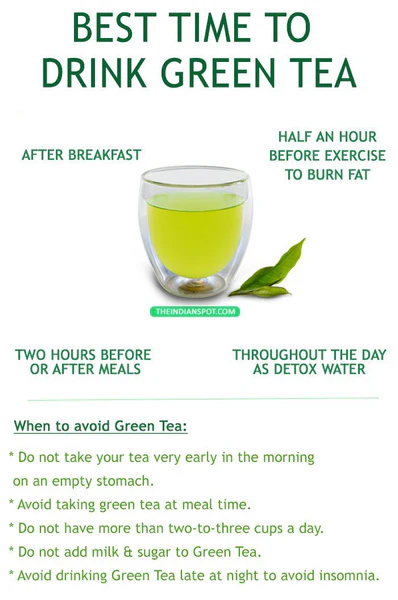 BEST TIME TO
DRINK GREEN TEA
AFTER BREAKFAST
HALF AN HOUR
BEFORE EXERCISE
TO BURN FAT
THEINDIANSPOT.COM
TWO HOURS BEFORE
OR AFTER MEALS
THROUGHOUT THE DAY
AS DETOX WATER
When to avoid Green Tea:
* Do not take your tea very early in the morning
on an empty stomach.
* Avoid taking green tea at meal time.
* Do not have more than two-to-three cups a day.
* Do not add milk & sugar to Green Tea.
* Avoid drinking Green Tea late at night to avoid insomnia.